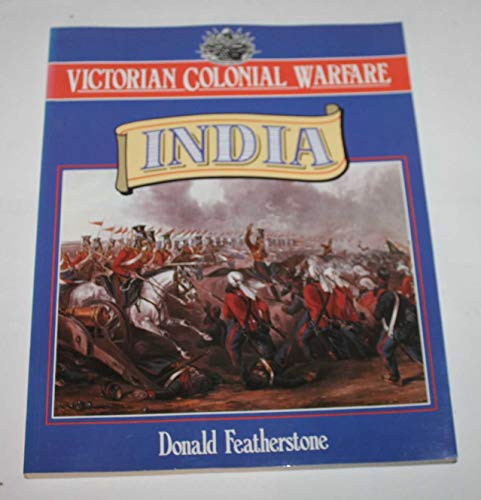 VICTORIAN COLONIAL WARFARE
INDIA
Donald Featherstone